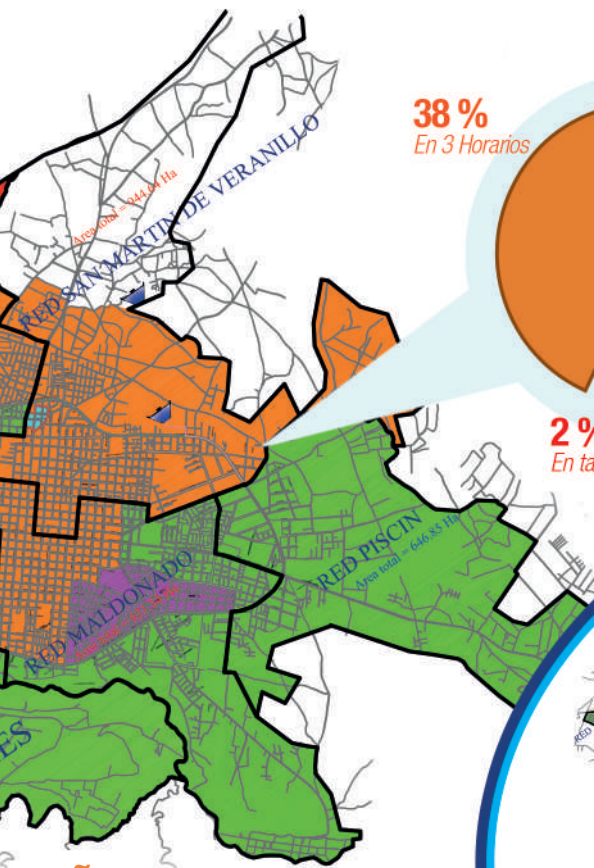 38 %
En 3 Horarios
RED SAN MARTIN DE VERANILLO
Area total = 944,64 Ha
2 %
En ta
RED PISCIN
Area total = 646,85 Ha
RED MALDONADO
ES
RED